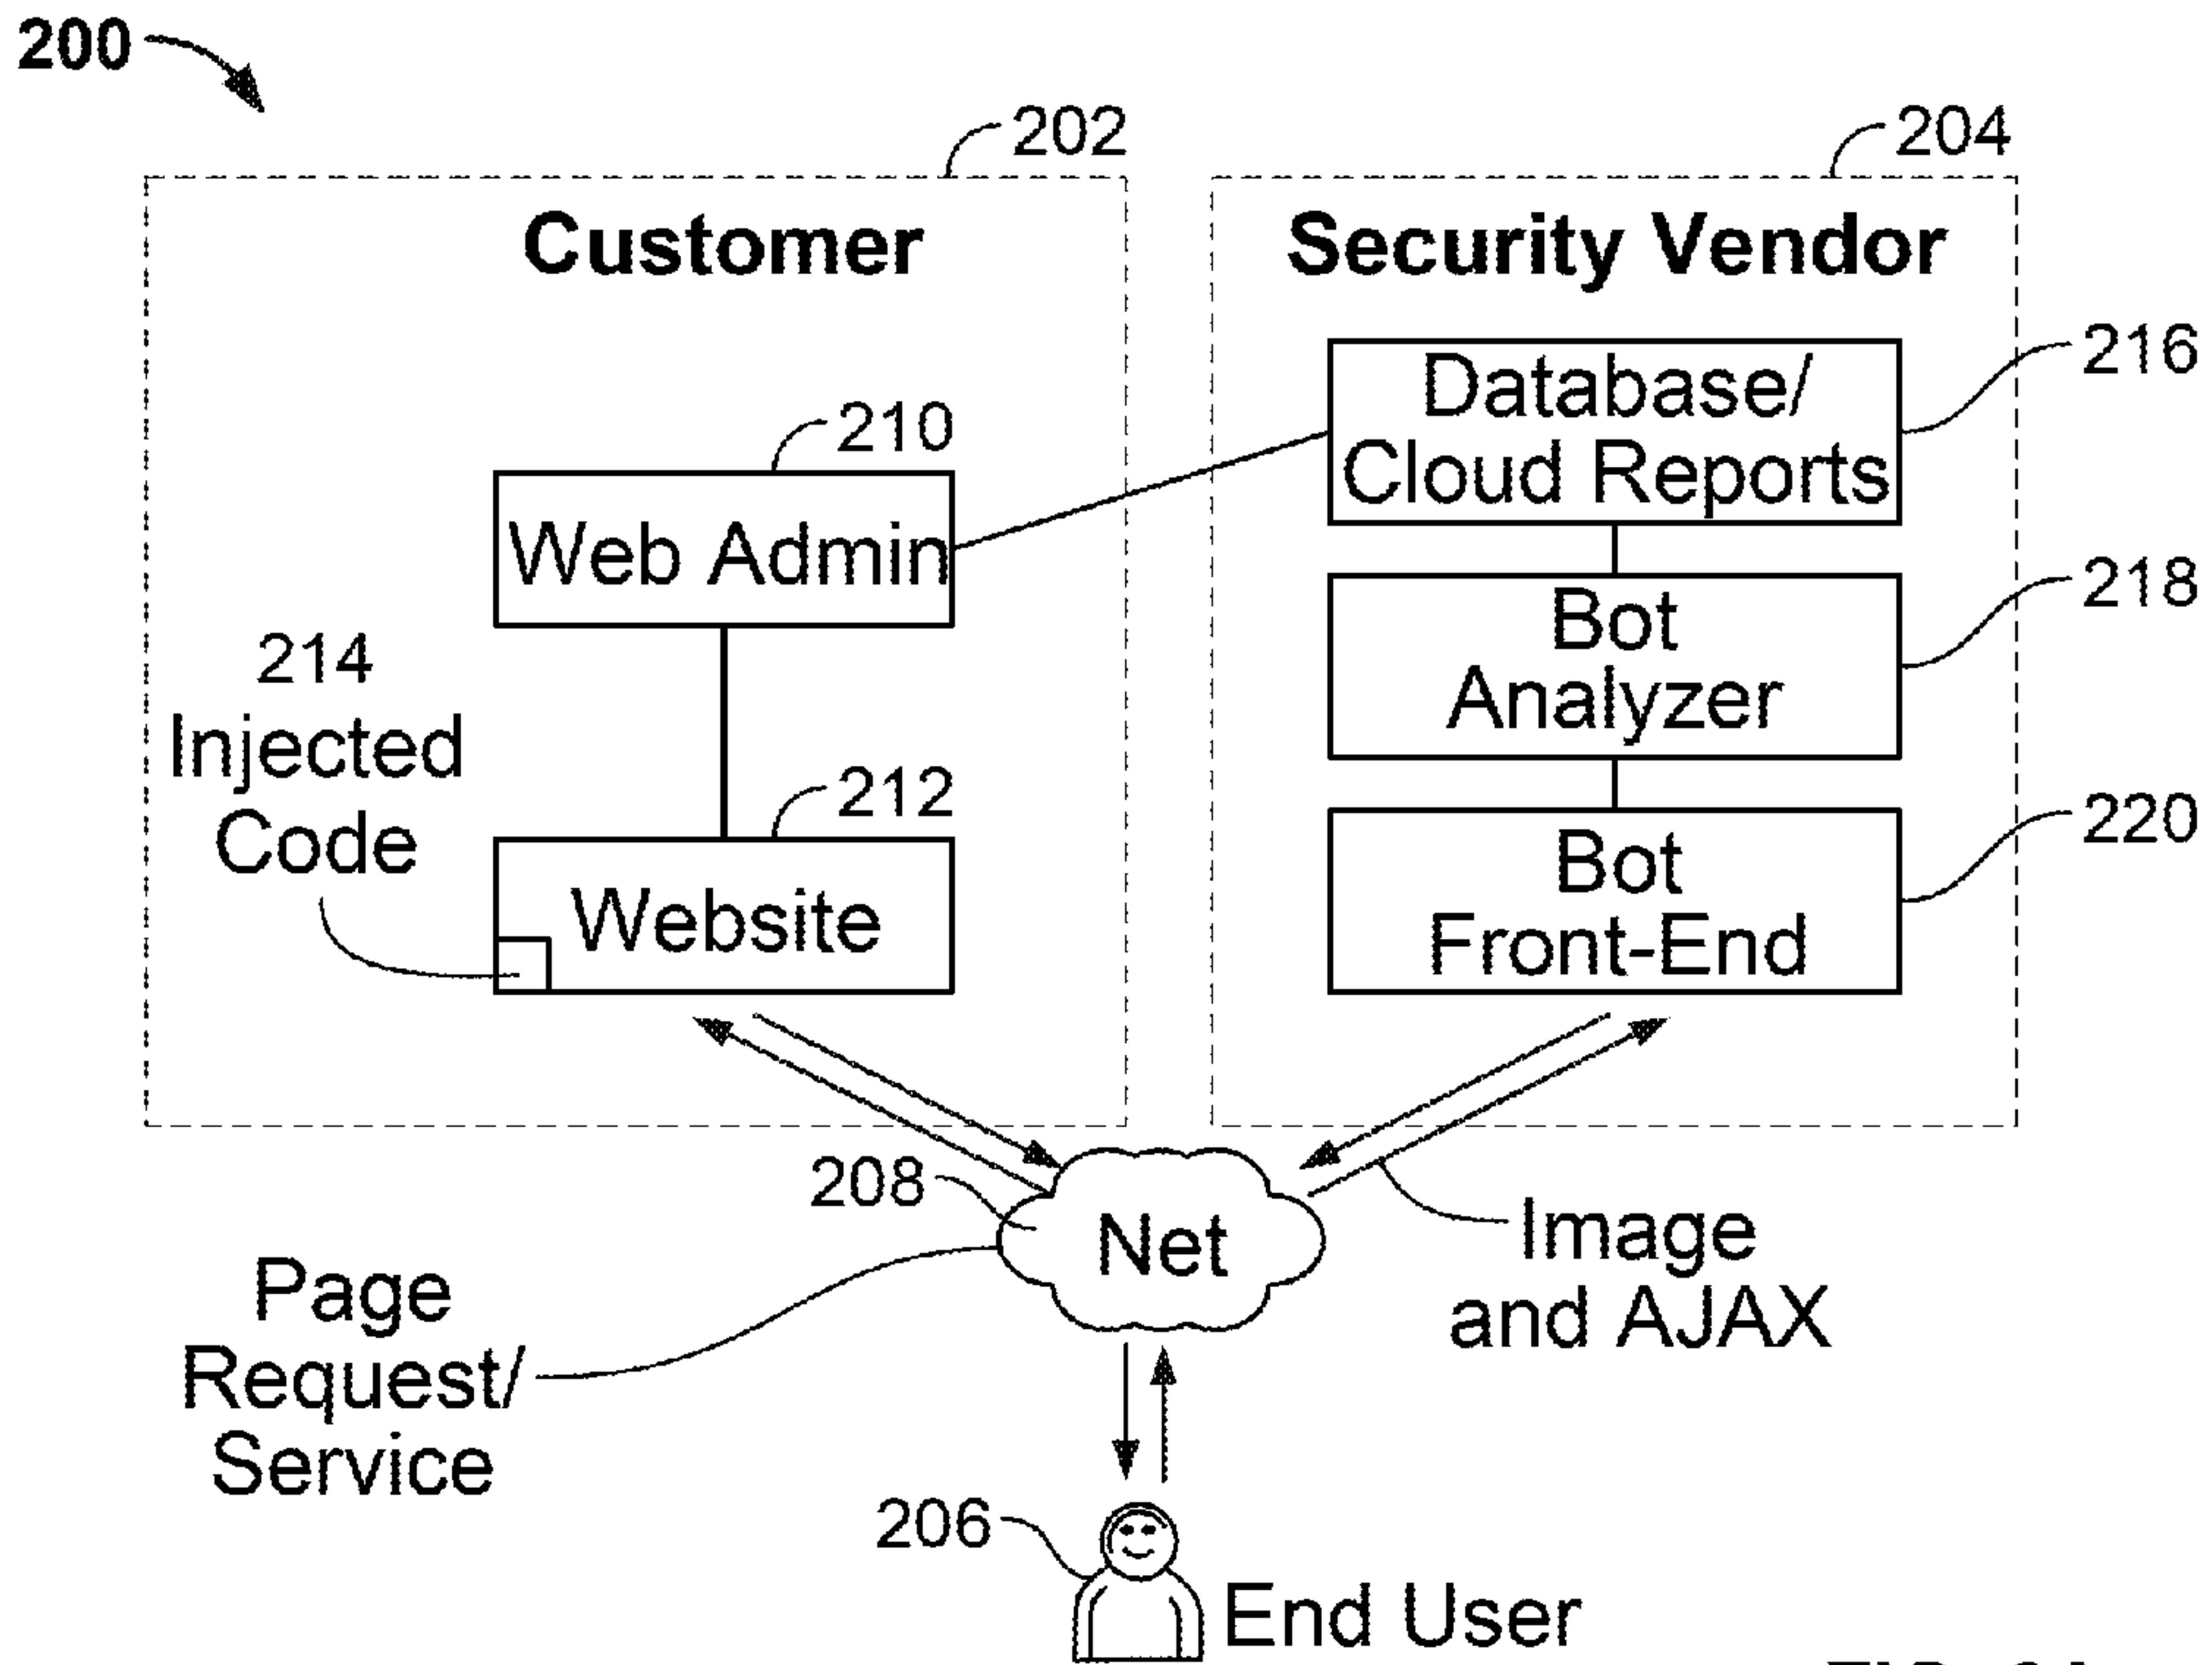 200
202
204
Customer
Security Vendor
216
Database/
Cloud Reports
210
Web Admin
218
Bot
Analyzer
214
Injected
Code
212
Website
220
Bot
Front-End
208
Net
Image
and AJAX
Page
Request/
Service
206
End User